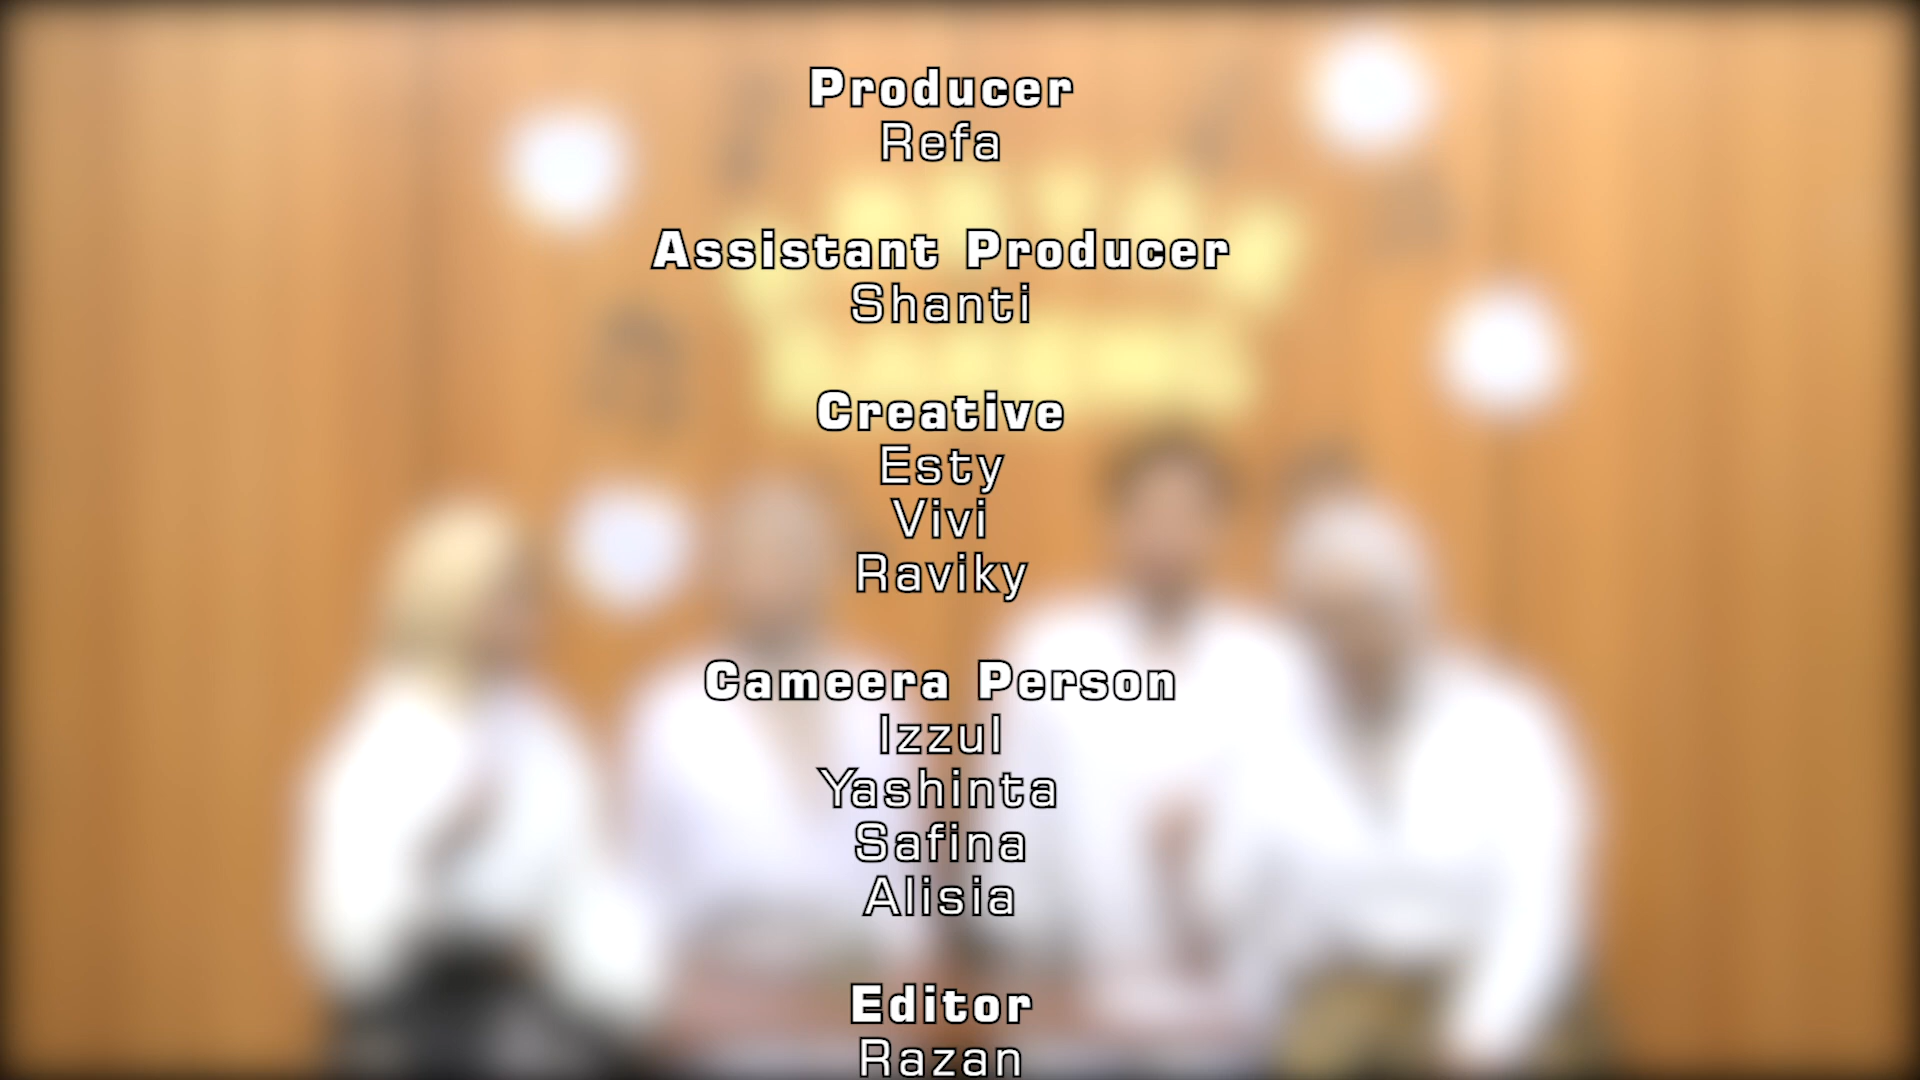 Producer
Refa
Assistant Producer
Shanti
Creative
Esty
Vivi
Raviky
Cameera Person
Izzul
Yashinta
Safina
Alisia
Editor
Razan